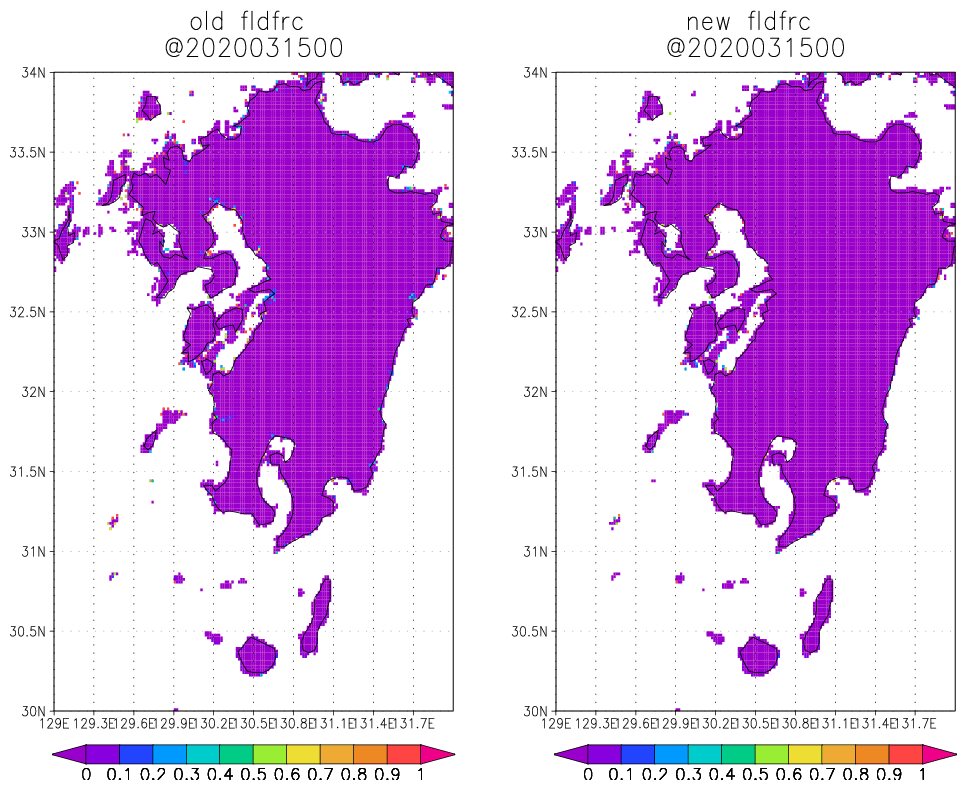 old fldfrc
@2020031500
34N
33.5N
33N
32.5N
32N
31.5N
31N
30.5N
30N
129E 129.3E 129.6E 129.9E 130.2E 130.5E 130.8E 131.1E 131.4E 131.7E
0 0.1 0.2 0.3 0.4 0.5 0.6 0.7 0.8 0.9 1
new fldfrc
@2020031500
34N
33.5N
33N
32.5N
32N
31.5N
31N
30.5N
30N
129E 129.3E 129.6E 129.9E 130.2E 130.5E 130.8E 131.1E 131.4E 131.7E
0 0.1 0.2 0.3 0.4 0.5 0.6 0.7 0.8 0.9 1